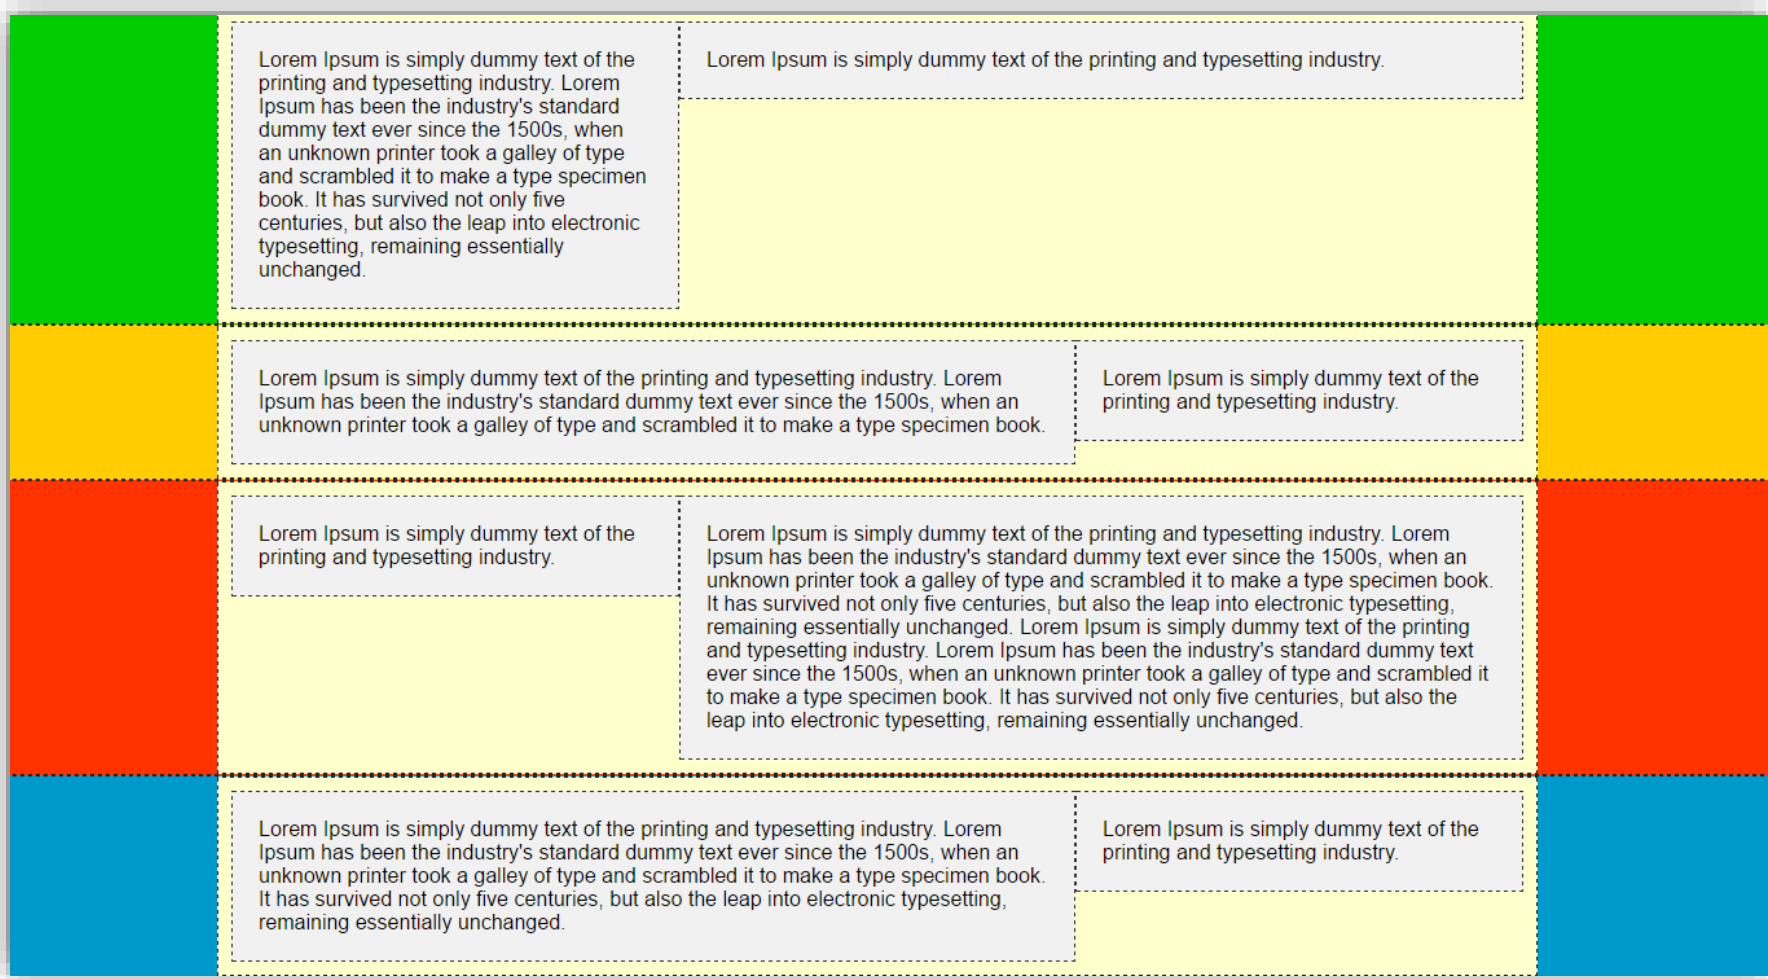 Lorem Ipsum is simply dummy text of the
printing and typesetting industry. Lorem
Ipsum has been the industry's standard
dummy text ever since the 1500s, when
an unknown printer took a galley of type
and scrambled it to make a type specimen
book. It has survived not only five
centuries, but also the leap into electronic
typesetting, remaining essentially
unchanged.
Lorem Ipsum is simply dummy text of the printing and typesetting industry.
Lorem Ipsum is simply dummy text of the printing and typesetting industry. Lorem
Ipsum has been the industry's standard dummy text ever since the 1500s, when an
unknown printer took a galley of type and scrambled it to make a type specimen book.
Lorem Ipsum is simply dummy text of the
printing and typesetting industry.
Lorem Ipsum is simply dummy text of the
printing and typesetting industry.
Lorem Ipsum is simply dummy text of the printing and typesetting industry. Lorem
Ipsum has been the industry's standard dummy text ever since the 1500s, when an
unknown printer took a galley of type and scrambled it to make a type specimen book.
It has survived not only five centuries, but also the leap into electronic typesetting,
remaining essentially unchanged. Lorem Ipsum is simply dummy text of the printing
and typesetting industry. Lorem Ipsum has been the industry's standard dummy text
ever since the 1500s, when an unknown printer took a galley of type and scrambled it
to make a type specimen book. It has survived not only five centuries, but also the
leap into electronic typesetting, remaining essentially unchanged.
Lorem Ipsum is simply dummy text of the printing and typesetting industry. Lorem
Ipsum has been the industry's standard dummy text ever since the 1500s, when an
unknown printer took a galley of type and scrambled it to make a type specimen book.
It has survived not only five centuries, but also the leap into electronic typesetting,
remaining essentially unchanged.
Lorem Ipsum is simply dummy text of the
printing and typesetting industry.